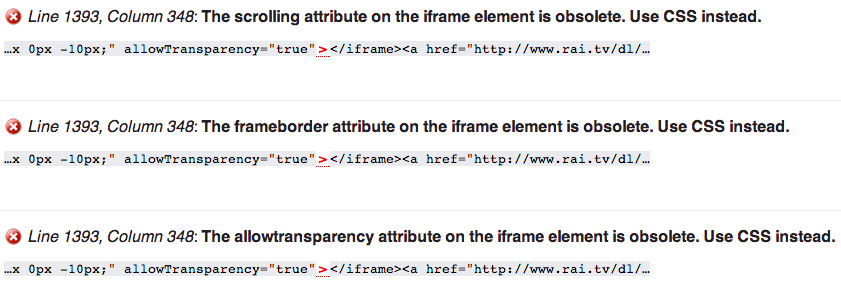 Line 1393, Column 348: The scrolling attribute on the iframe element is obsolete. Use CSS instead.
…x 0px -10px;" allowTransparency="true"></iframe><a href="http://www.rai.tv/dl/…
Line 1393, Column 348: The frameborder attribute on the iframe element is obsolete. Use CSS instead.
…x 0px -10px;" allowTransparency="true"></iframe><a href="http://www.rai.tv/dl/…
Line 1393, Column 348: The allowtransparency attribute on the iframe element is obsolete. Use CSS instead.
…x 0px -10px;" allowTransparency="true"></iframe><a href="http://www.rai.tv/dl/…